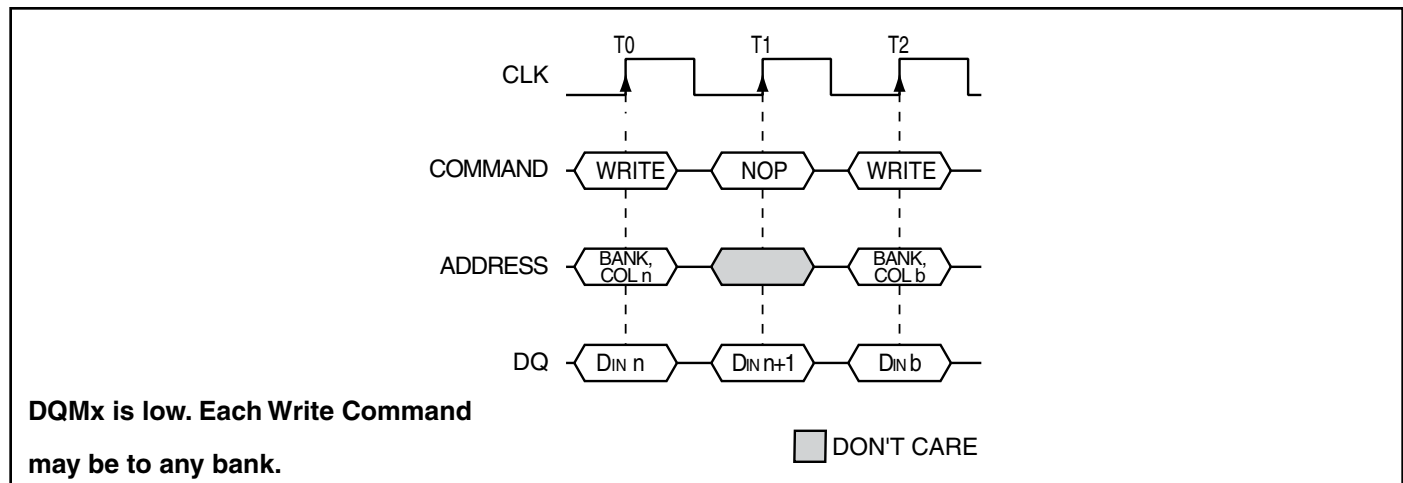 T0 T1 T2
CLK
COMMAND WRITE NOP WRITE
ADDRESS BANK, COL n BANK, COL b
DQ DIN n DIN n+1 DIN b
DQMx is low. Each Write Command
may be to any bank.
DON'T CARE